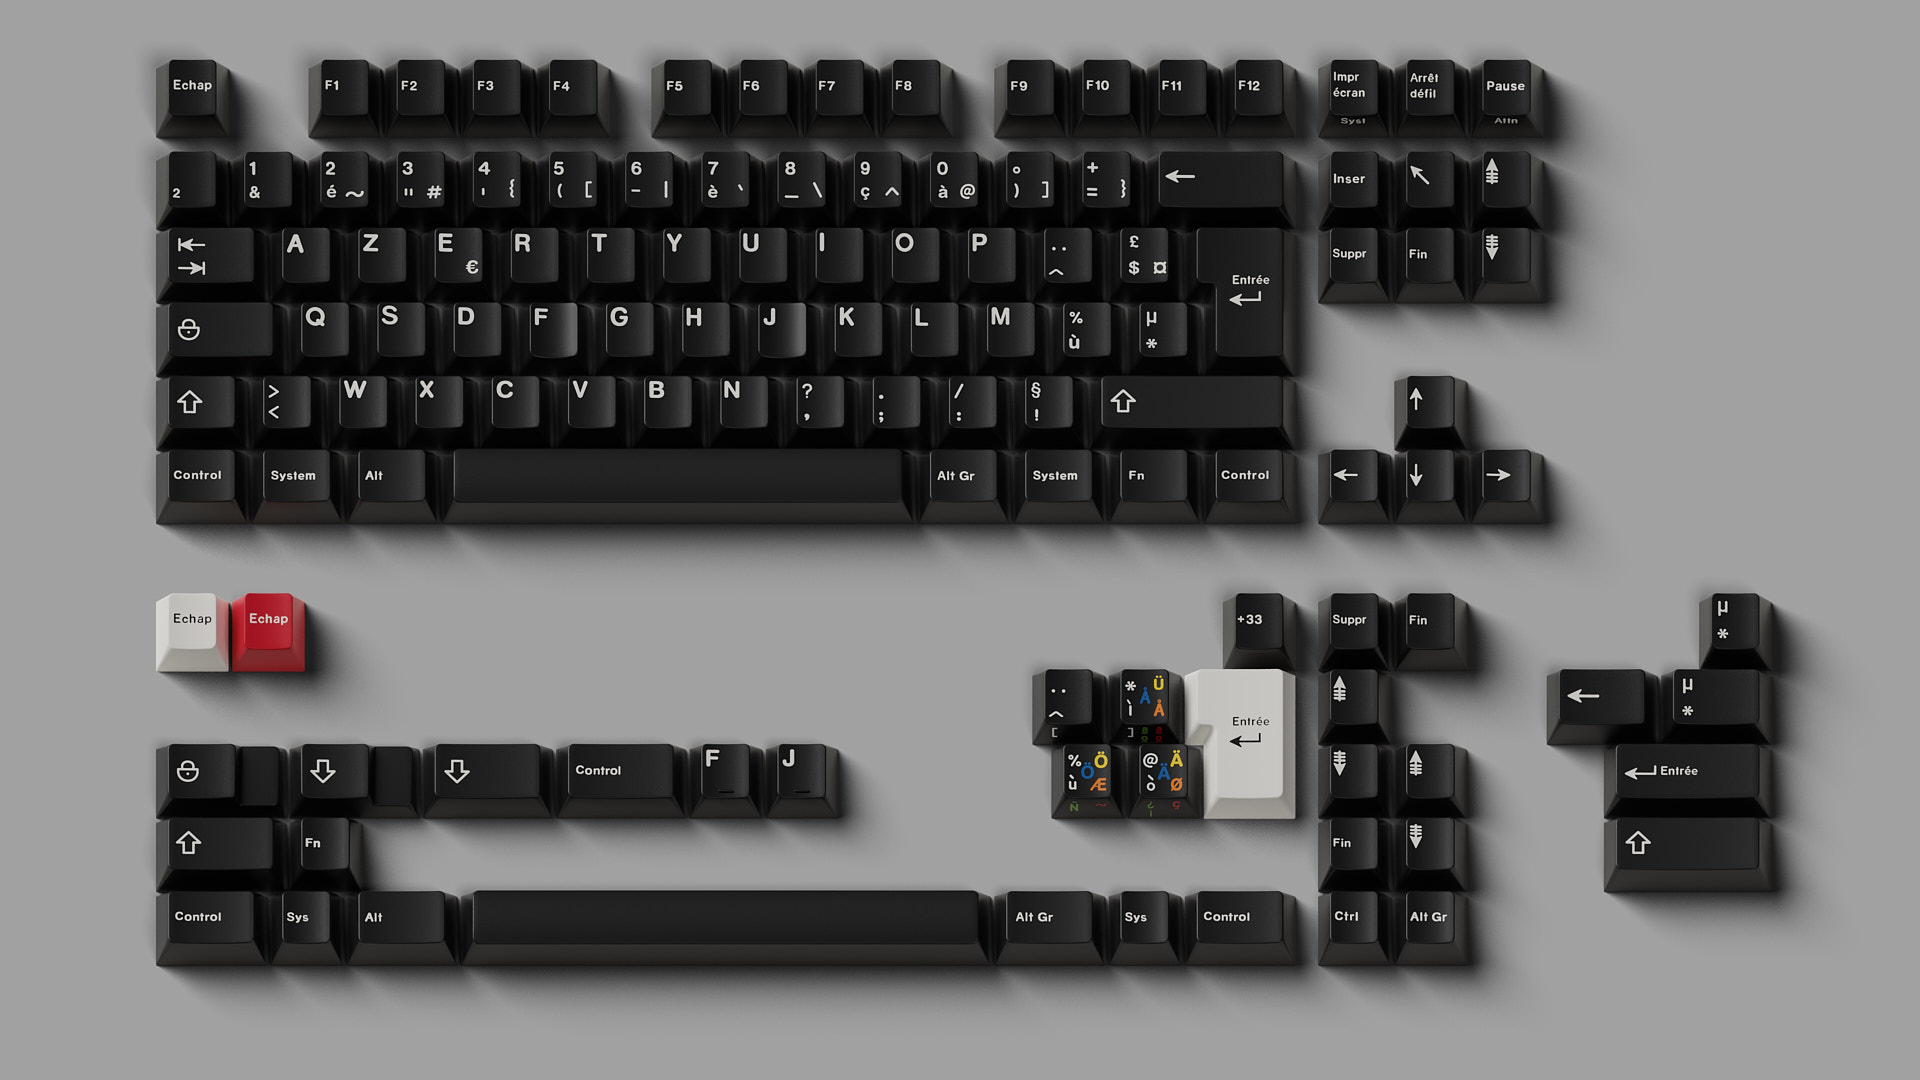 Echap F1 F2 F3 F4 F5 F6 F7 F8 F9 F10 F11 F12 Impr écran Syst Arrêt défil Pause Attn
2 1 & 2 é ~ 3 " # 4 ' { 5 ( [ 6 - | 7 è ` 8 _ \ 9 ç ^ 0 à @ ° ) ] + = } ← Inser ↖
A Z E € R T Y U I O P ¨ ^ £ $ ¤ Entrée ↵ Suppr Fin
Q S D F G H J K L M % ù µ *
⇧ > < W X C V B N ? , . ; / : § ! ⇧ ↑
Control System Alt Alt Gr System Fn Control ← ↓ →
Echap Echap +33 Suppr Fin µ *
¨ ^ [ * Ü Å ì Å ] Entrée ↵ ← µ *
⇩ ⇩ Control F _ J _ % Ö Ö ù Æ Ñ ~ @ Ä Ä ò Ø ↵ Entrée
⇧ Fn Fin ⇧
Control Sys Alt Alt Gr Sys Control Ctrl Alt Gr